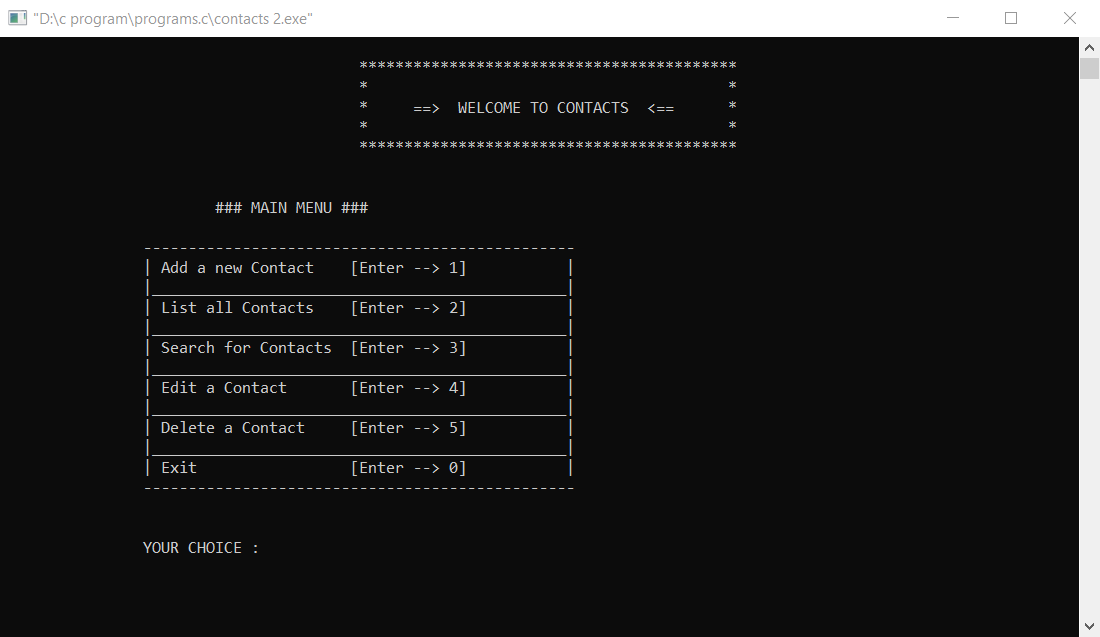 "D:\c program\programs.c\contacts 2.exe"
******************************************
*                                        *
*     ==>  WELCOME TO CONTACTS  <==      *
*                                        *
******************************************
### MAIN MENU ###
------------------------------------------------
| Add a new Contact    [Enter --> 1]           |
|______________________________________________|
| List all Contacts    [Enter --> 2]           |
|______________________________________________|
| Search for Contacts  [Enter --> 3]           |
|______________________________________________|
| Edit a Contact       [Enter --> 4]           |
|______________________________________________|
| Delete a Contact     [Enter --> 5]           |
|______________________________________________|
| Exit                 [Enter --> 0]           |
------------------------------------------------
YOUR CHOICE :